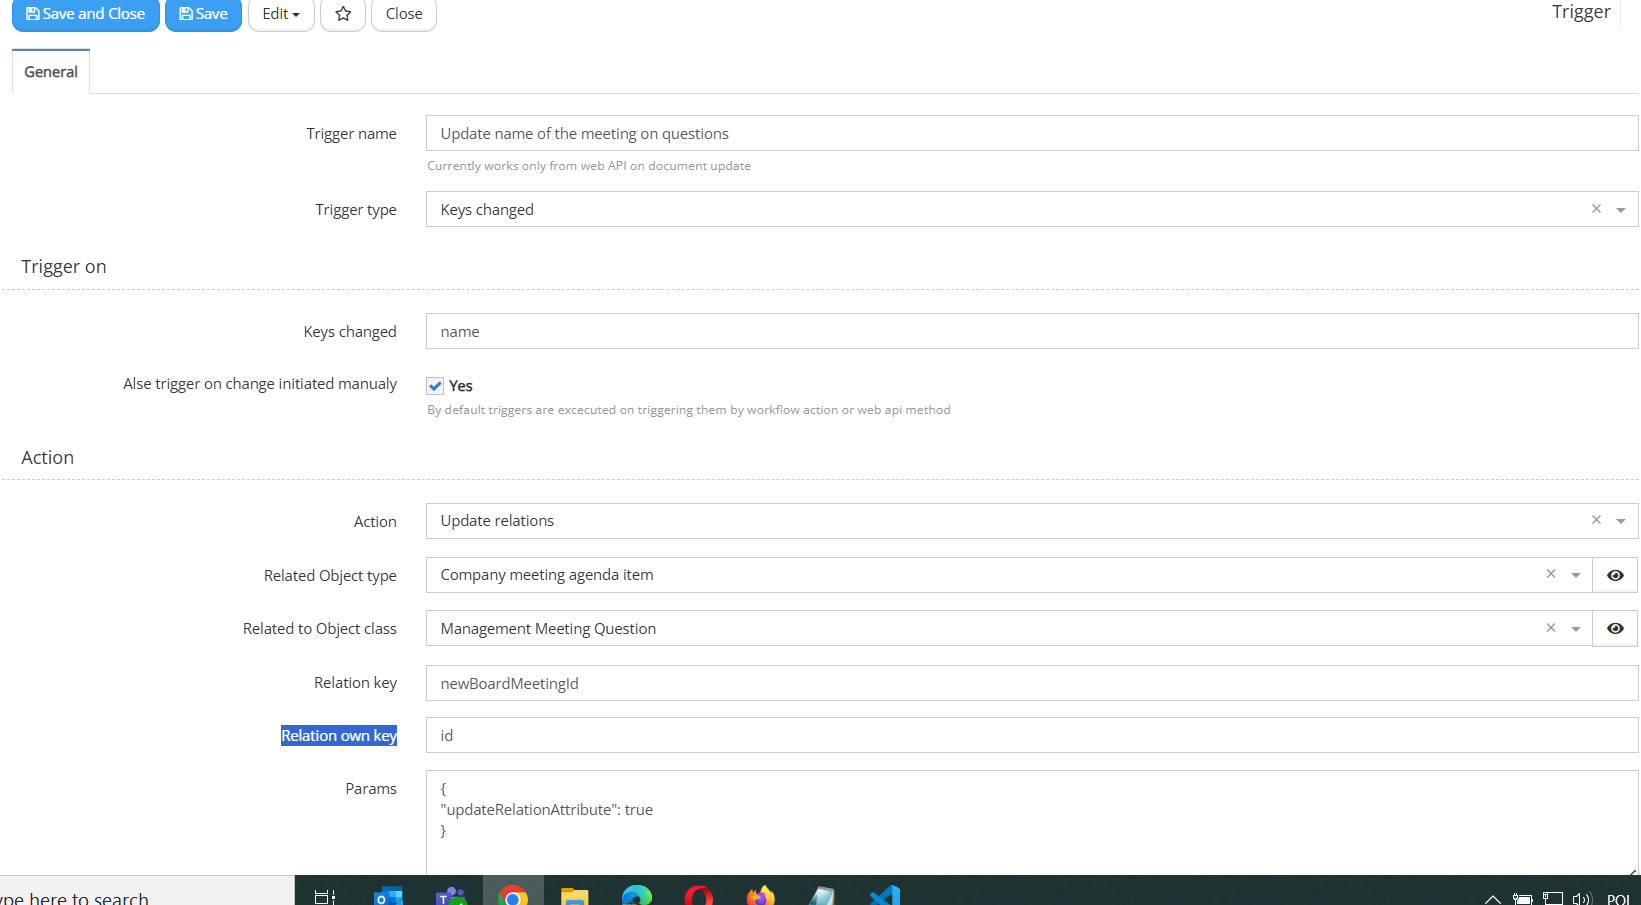 Save and Close Save Edit Close Trigger
General
Trigger name Update name of the meeting on questions
Currently works only from web API on document update
Trigger type Keys changed
Trigger on
Keys changed name
Alse trigger on change initiated manualy Yes
By default triggers are excecuted on triggering them by workflow action or web api method
Action
Action Update relations
Related Object type Company meeting agenda item
Related to Object class Management Meeting Question
Relation key newBoardMeetingId
Relation own key id
Params {
"updateRelationAttribute": true
}
ype here to search POL